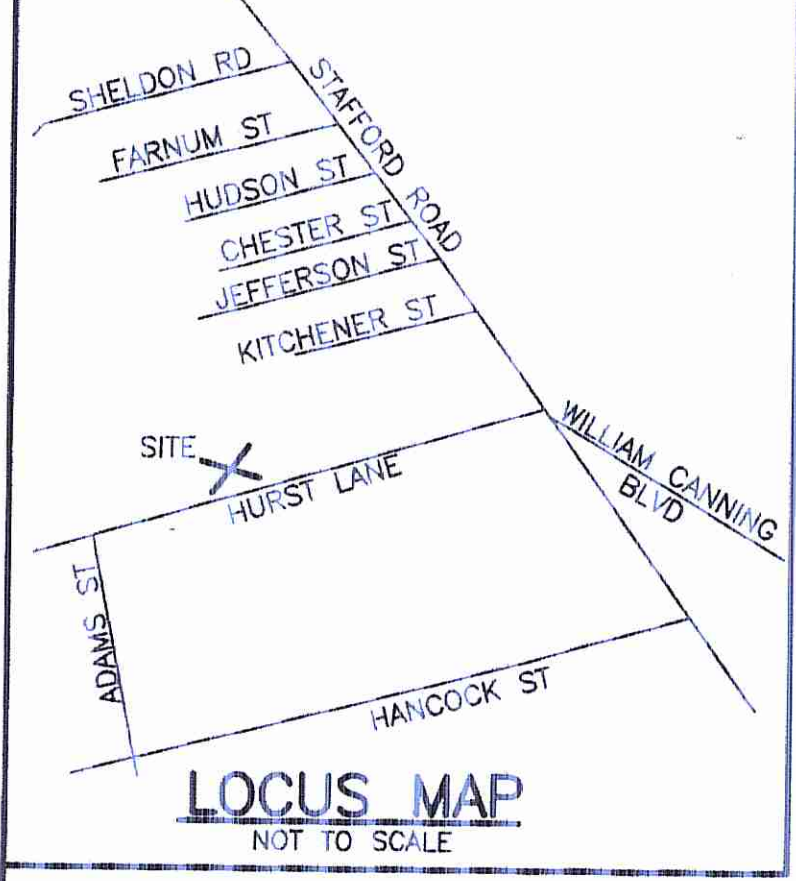 SHELDON RD
STAFFORD ROAD
FARNUM ST
HUDSON ST
CHESTER ST
JEFFERSON ST
KITCHENER ST
SITE
HURST LANE
WILLIAM CANNING
BLVD
ADAMS ST
HANCOCK ST
LOCUS MAP
NOT TO SCALE